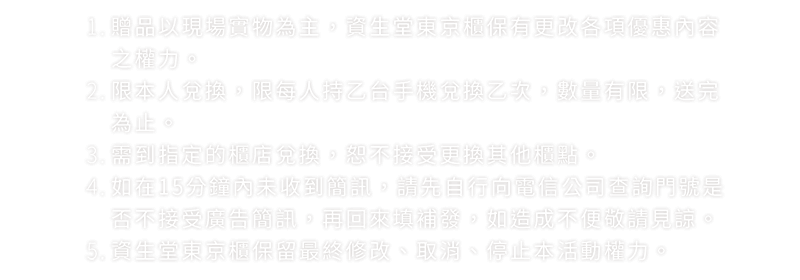 1. 贈品以現場實物為主，資生堂東京櫃保有更改各項優惠內容
之權力。
2. 限本人兌換，限每人持乙台手機兌換乙次，數量有限，送完
為止。
3. 需到指定的櫃店兌換，恕不接受更換其他櫃點。
4. 如在15分鐘內未收到簡訊，請先自行向電信公司查詢門號是
否不接受廣告簡訊，再回來填補發，如造成不便敬請見諒。
5. 資生堂東京櫃保留最終修改、取消、停止本活動權力。